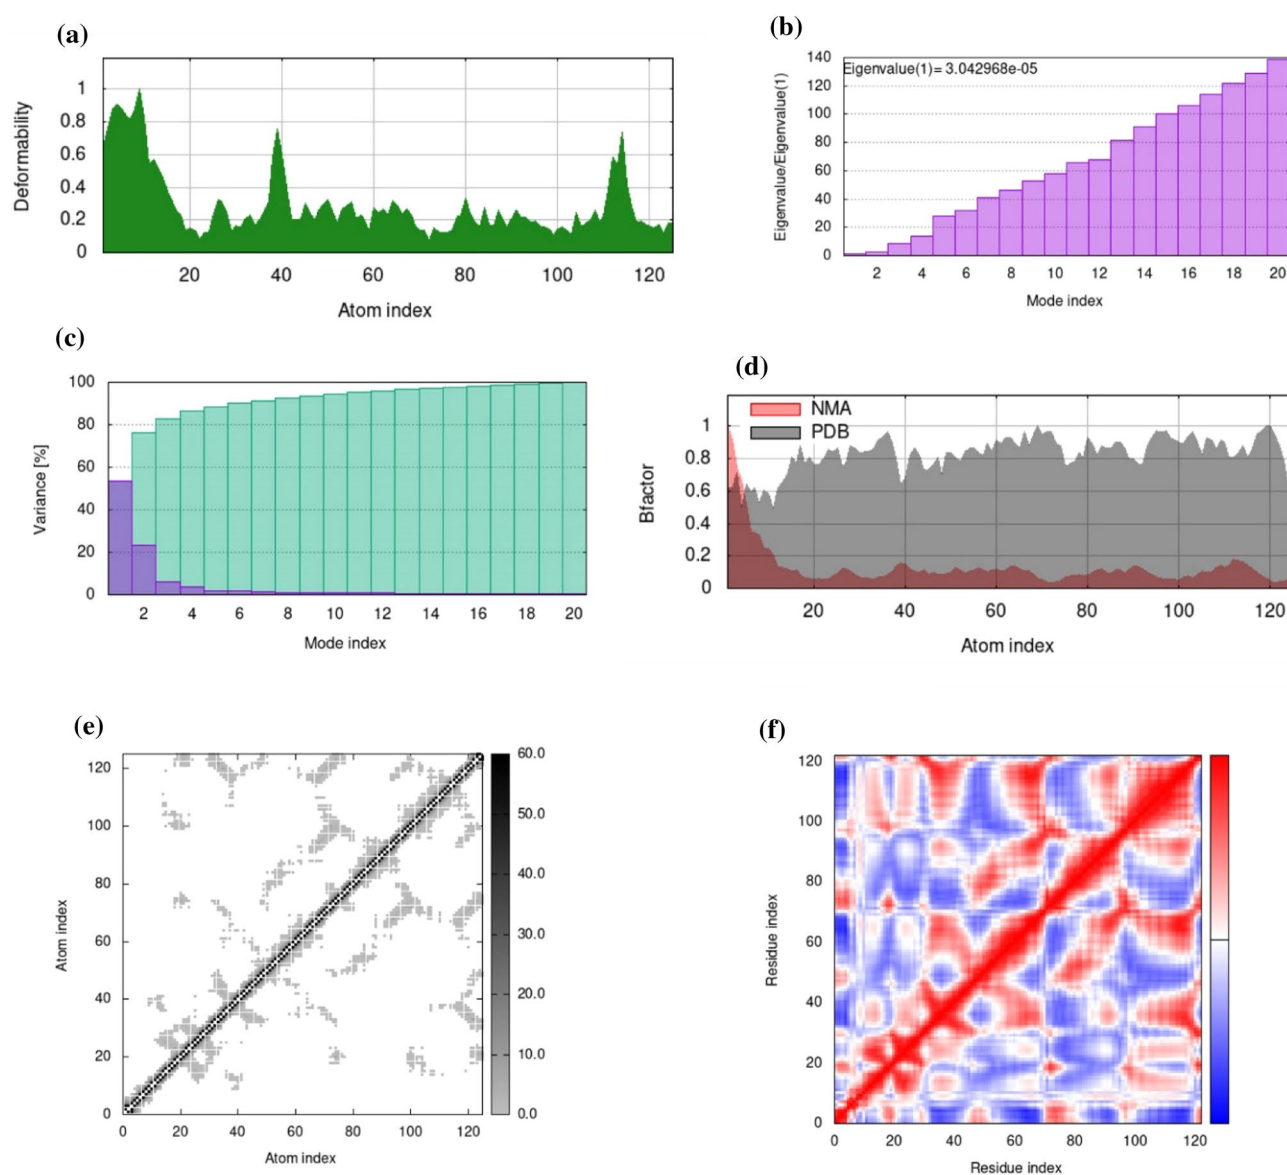 (a)
Deformability
1
0.8
0.6
0.4
0.2
0
20 40 60 80 100 120
Atom index
(b)
Eigenvalue(1)= 3.042968e-05
Eigenvalue/Eigenvalue(1)
140
120
100
80
60
40
20
0
2 4 6 8 10 12 14 16 18 20
Mode index
(c)
Variance [%]
100
80
60
40
20
0
2 4 6 8 10 12 14 16 18 20
Mode index
(d)
NMA
PDB
Bfactor
1
0.8
0.6
0.4
0.2
0
20 40 60 80 100 120
Atom index
(e)
Atom index
120
100
80
60
40
20
0
0 20 40 60 80 100 120
Atom index
60.0
50.0
40.0
30.0
20.0
10.0
0.0
(f)
Residue index
120
100
80
60
40
20
0
0 20 40 60 80 100 120
Residue index